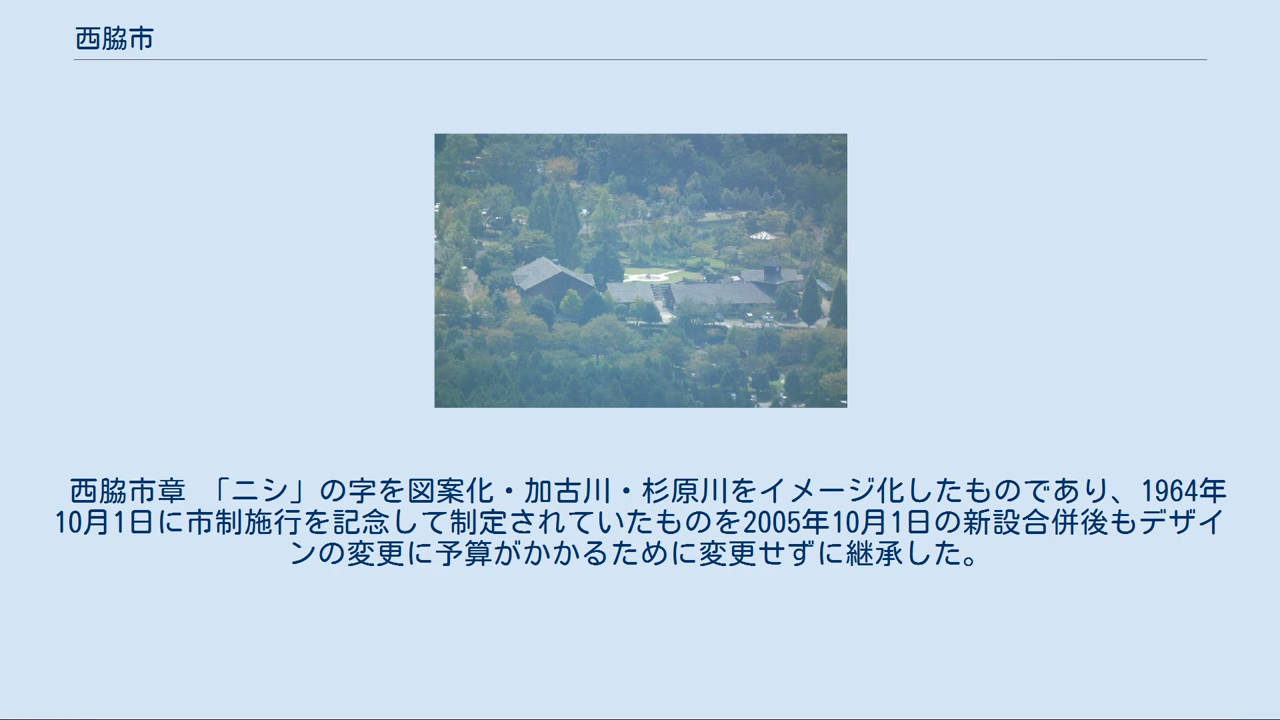 西脇市
西脇市章 「ニシ」の字を図案化・加古川・杉原川をイメージ化したものであり、1964年
10月1日に市制施行を記念して制定されていたものを2005年10月1日の新設合併後もデザイ
ンの変更に予算がかかるために変更せずに継承した。